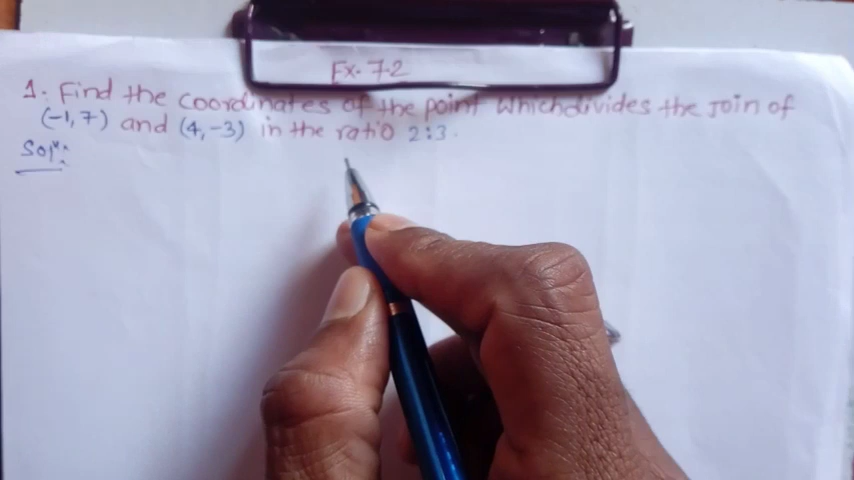 Ex. 7.2
1. Find the coordinates of the point which divides the join of
(-1, 7) and (4, -3) in the ratio 2:3.
Solⁿ: